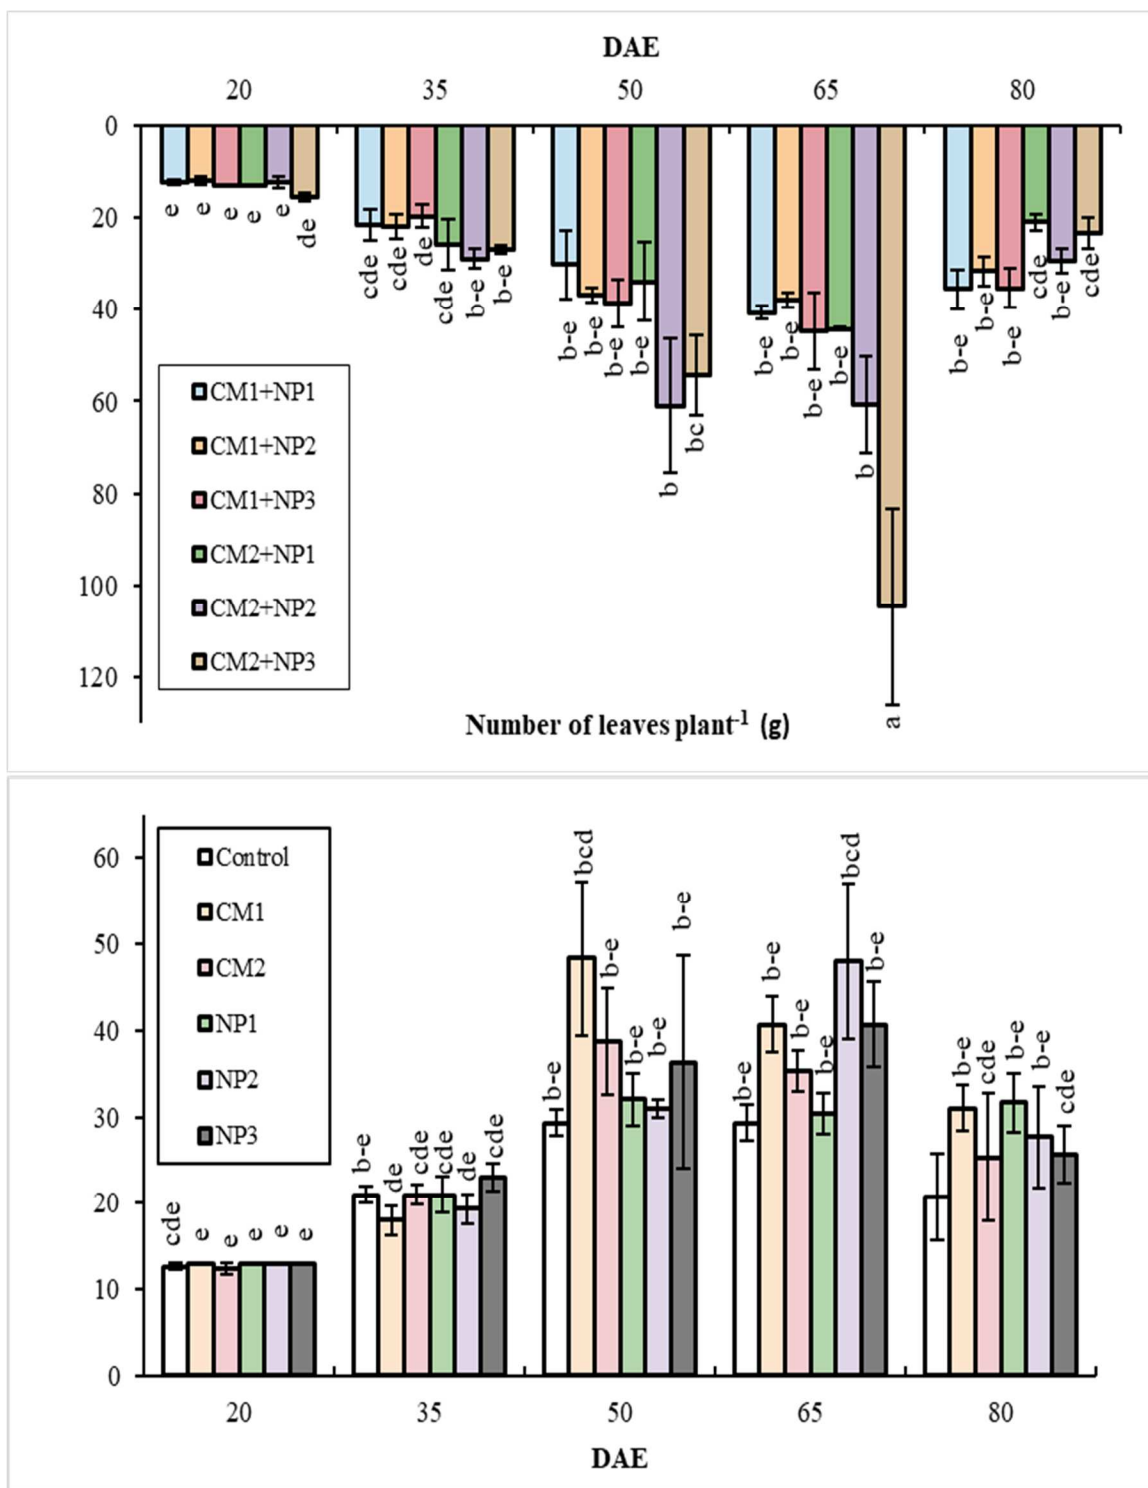 DAE
20 35 50 65 80
0
e e e e e de
20
cde cde de cde b-e b-e
b-e b-e b-e b-e b bc
b-e b-e b-e b-e b a
b-e b-e b-e cde b-e cde
40
60
80
100
120
CM1+NP1
CM1+NP2
CM1+NP3
CM2+NP1
CM2+NP2
CM2+NP3
Number of leaves plant-1 (g)
60
50
40
30
20
10
0
Control
CM1
CM2
NP1
NP2
NP3
cde e e e e e
b-e de cde cde de cde
b-e bcd b-e b-e b-e b-e
b-e b-e b-e b-e bcd b-e
b-e cde b-e b-e cde
20 35 50 65 80
DAE